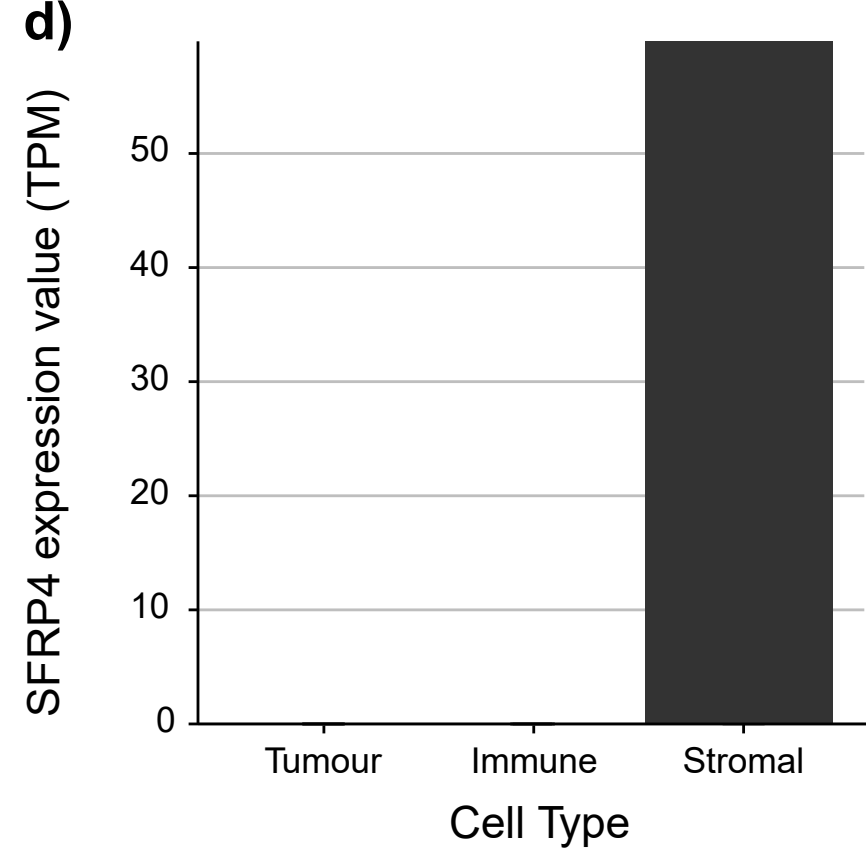 d)
SFRP4 expression value (TPM)
50
40
30
20
10
0
Tumour Immune Stromal
Cell Type